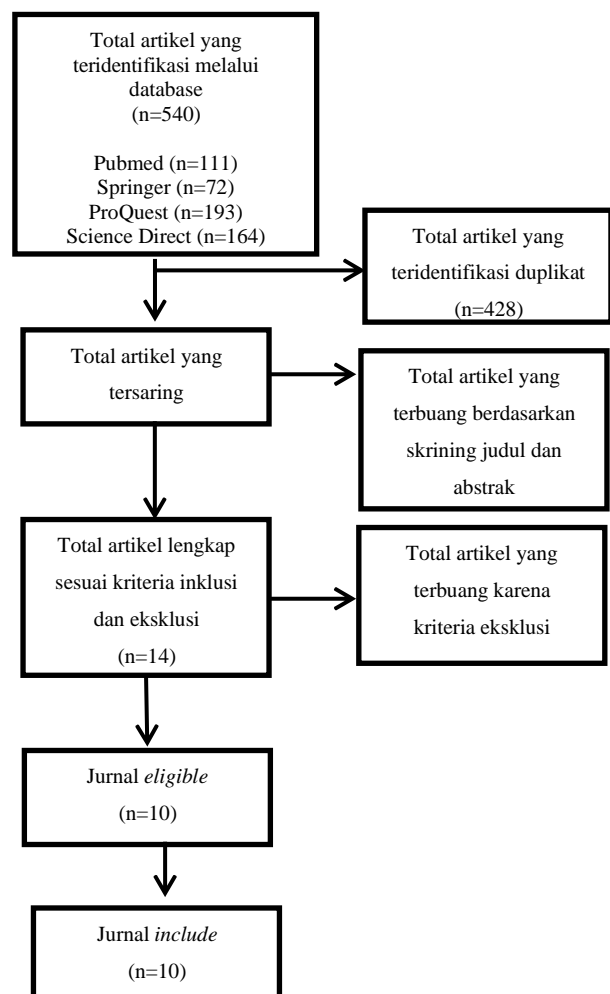 Total artikel yang
teridentifikasi melalui
database
(n=540)
Pubmed (n=111)
Springer (n=72)
ProQuest (n=193)
Science Direct (n=164)
Total artikel yang
teridentifikasi duplikat
(n=428)
Total artikel yang
tersaring
Total artikel yang
terbuang berdasarkan
skrining judul dan
abstrak
Total artikel lengkap
sesuai kriteria inklusi
dan eksklusi
(n=14)
Total artikel yang
terbuang karena
kriteria eksklusi
Jurnal eligible
(n=10)
Jurnal include
(n=10)